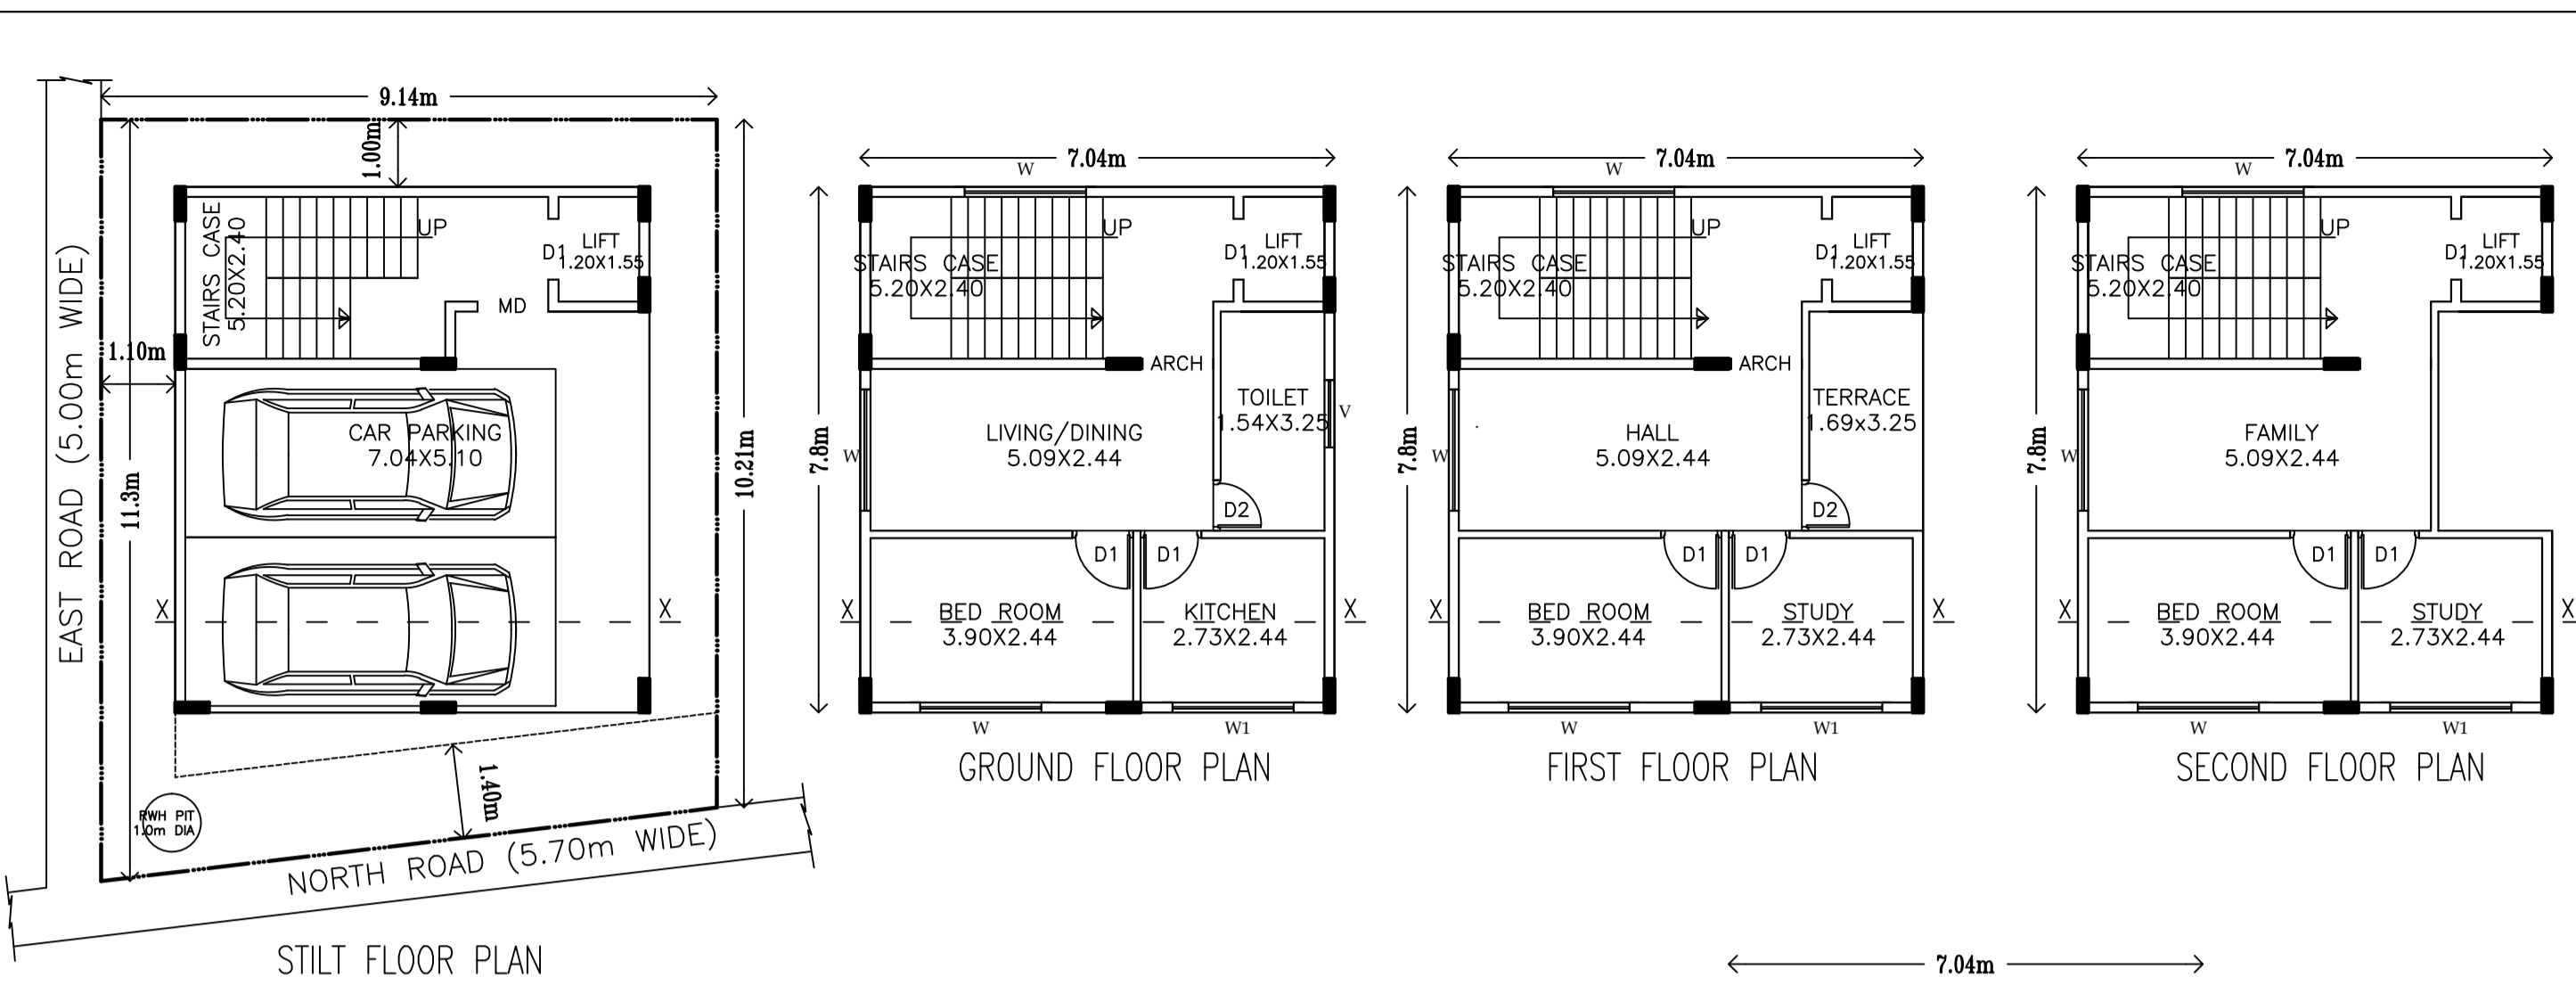 9.14m
1.00m
EAST ROAD (5.00m WIDE)
11.3m
1.10m
10.21m
STAIRS CASE
5.20X2.40
UP
D1
LIFT
1.20X1.55
MD
CAR PARKING
7.04X5.10
X
X
1.40m
RWH PIT
1.0m DIA
NORTH ROAD (5.70m WIDE)
STILT FLOOR PLAN
7.04m
W
7.8m
UP
STAIRS CASE
5.20X2.40
D1
LIFT
1.20X1.55
ARCH
TOILET
1.54X3.25
V
W
LIVING/DINING
5.09X2.44
D2
D1
D1
X
BED ROOM
3.90X2.44
KITCHEN
2.73X2.44
X
W
W1
GROUND FLOOR PLAN
7.04m
W
7.8m
UP
STAIRS CASE
5.20X2.40
D1
LIFT
1.20X1.55
ARCH
TERRACE
1.69x3.25
W
HALL
5.09X2.44
D2
D1
D1
X
BED ROOM
3.90X2.44
STUDY
2.73X2.44
X
W
W1
FIRST FLOOR PLAN
7.04m
W
7.8m
UP
STAIRS CASE
5.20X2.40
D1
LIFT
1.20X1.55
W
FAMILY
5.09X2.44
D1
D1
X
BED ROOM
3.90X2.44
STUDY
2.73X2.44
X
W
W1
SECOND FLOOR PLAN
7.04m